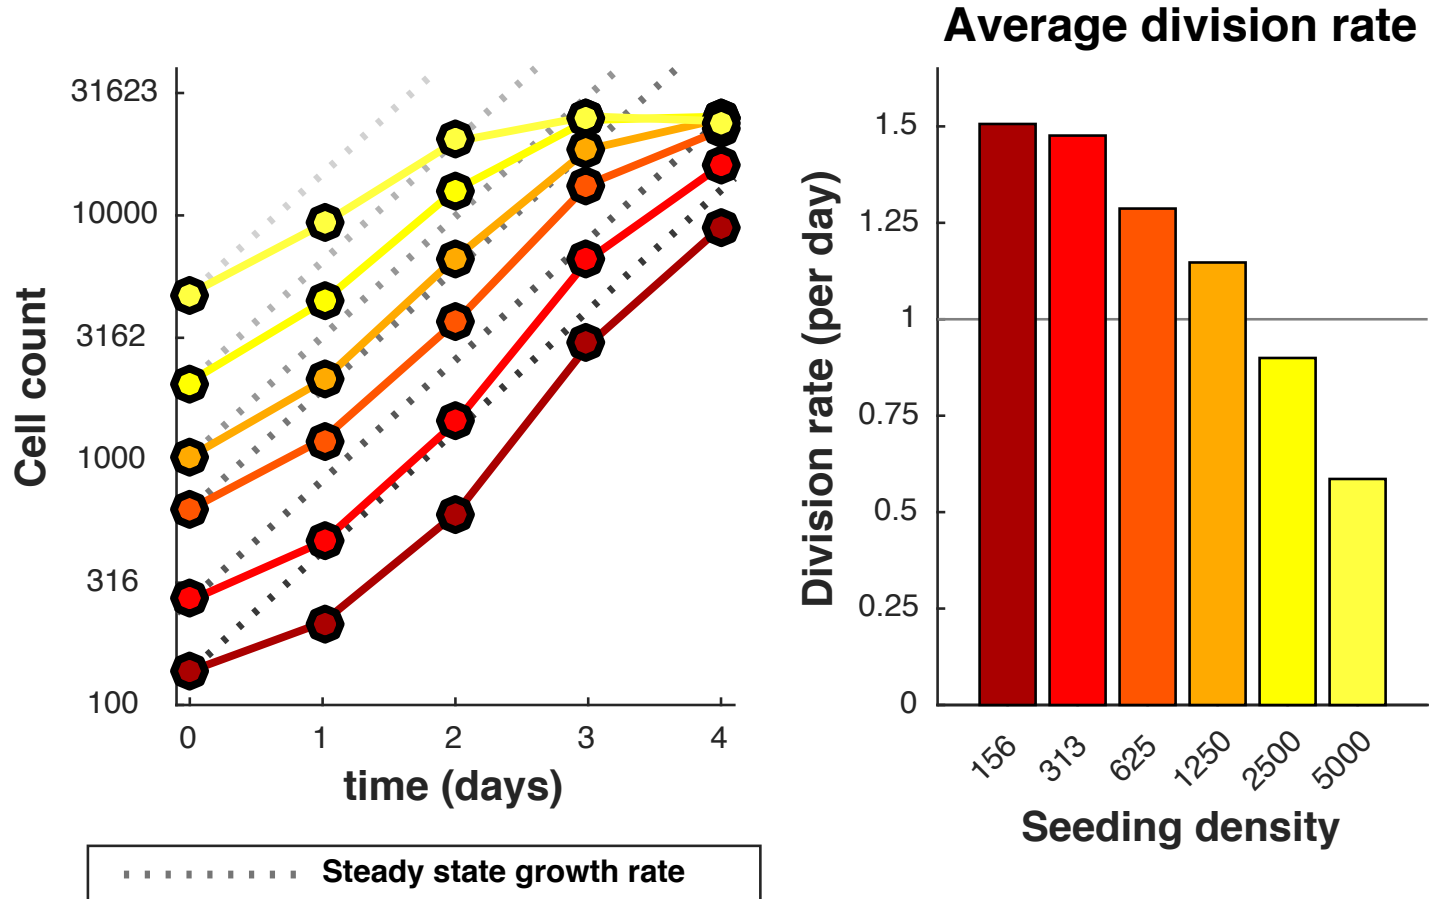 Average division rate
31623
10000
3162
1000
316
100
Cell count
0 1 2 3 4
time (days)
Steady state growth rate
1.5
1.25
1
0.75
0.5
0.25
0
Division rate (per day)
156 313 625 1250 2500 5000
Seeding density